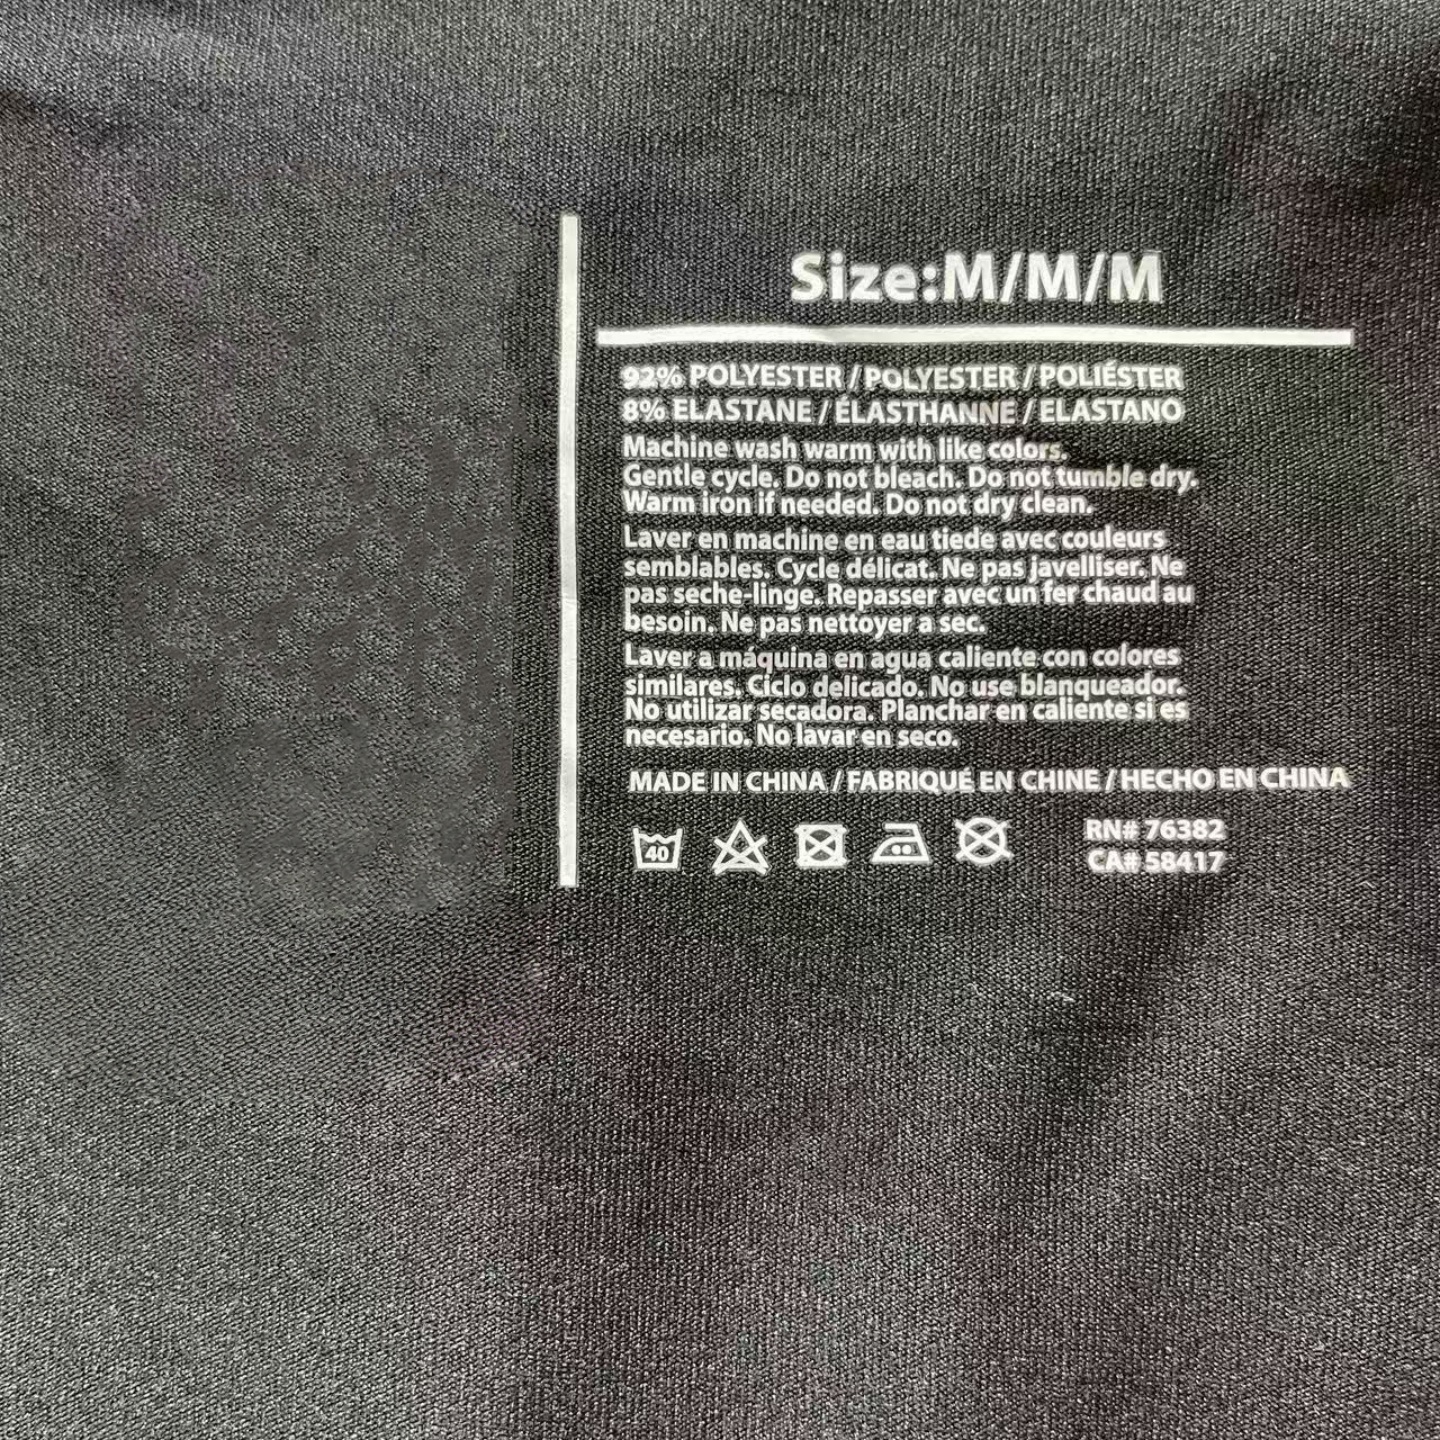 Size:M/M/M
92% POLYESTER / POLYESTER / POLIÉSTER
8% ELASTANE / ÉLASTHANNE / ELASTANO
Machine wash warm with like colors.
Gentle cycle. Do not bleach. Do not tumble dry.
Warm iron if needed. Do not dry clean.
Laver en machine en eau tiede avec couleurs
semblables. Cycle délicat. Ne pas javelliser. Ne
pas seche-linge. Repasser avec un fer chaud au
besoin. Ne pas nettoyer a sec.
Laver a máquina en agua caliente con colores
similares. Ciclo delicado. No use blanqueador.
No utilizar secadora. Planchar en caliente si es
necesario. No lavar en seco.
MADE IN CHINA / FABRIQUÉ EN CHINE / HECHO EN CHINA
40
RN# 76382
CA# 58417